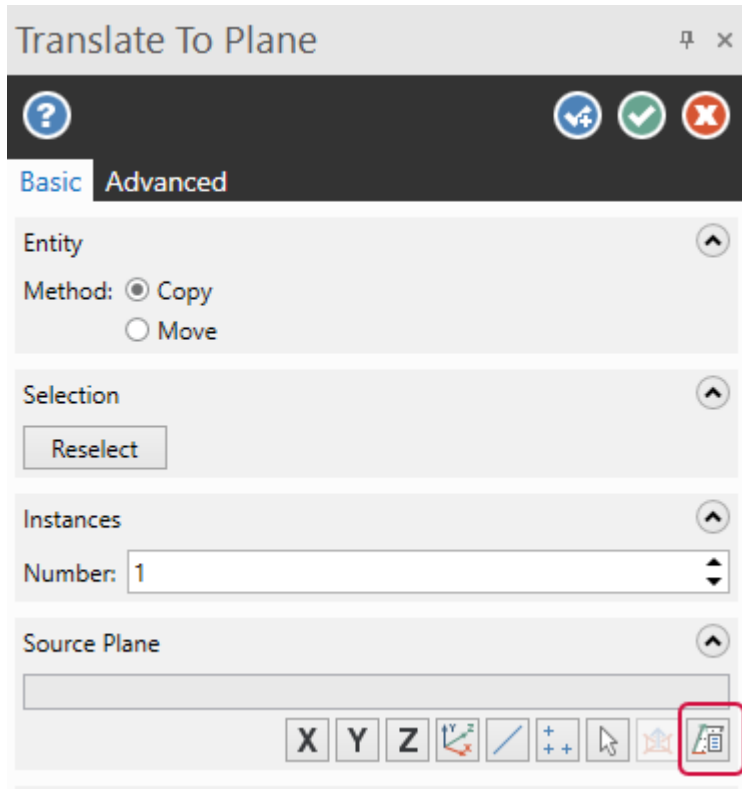 Translate To Plane
Basic Advanced
Entity
Method: Copy
Move
Selection
Reselect
Instances
Number: 1
Source Plane
X Y Z